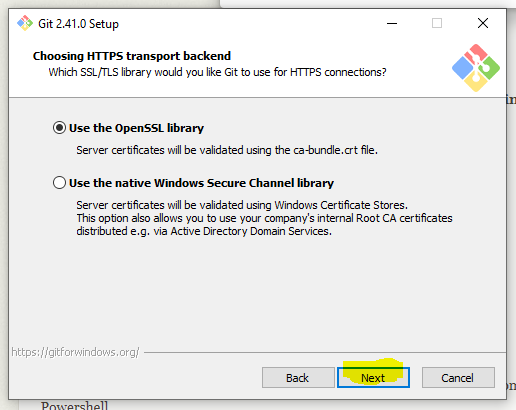 Git 2.41.0 Setup
Choosing HTTPS transport backend
Which SSL/TLS library would you like Git to use for HTTPS connections?
in
Use the OpenSSL library
Server certificates will be validated using the ca-bundle.crt file.
Use the native Windows Secure Channel library
Server certificates will be validated using Windows Certificate Stores.
This option also allows you to use your company's internal Root CA certificates
distributed e.g. via Active Directory Domain Services.
https://gitforwindows.org/
Back Next Cancel
on
Powershell